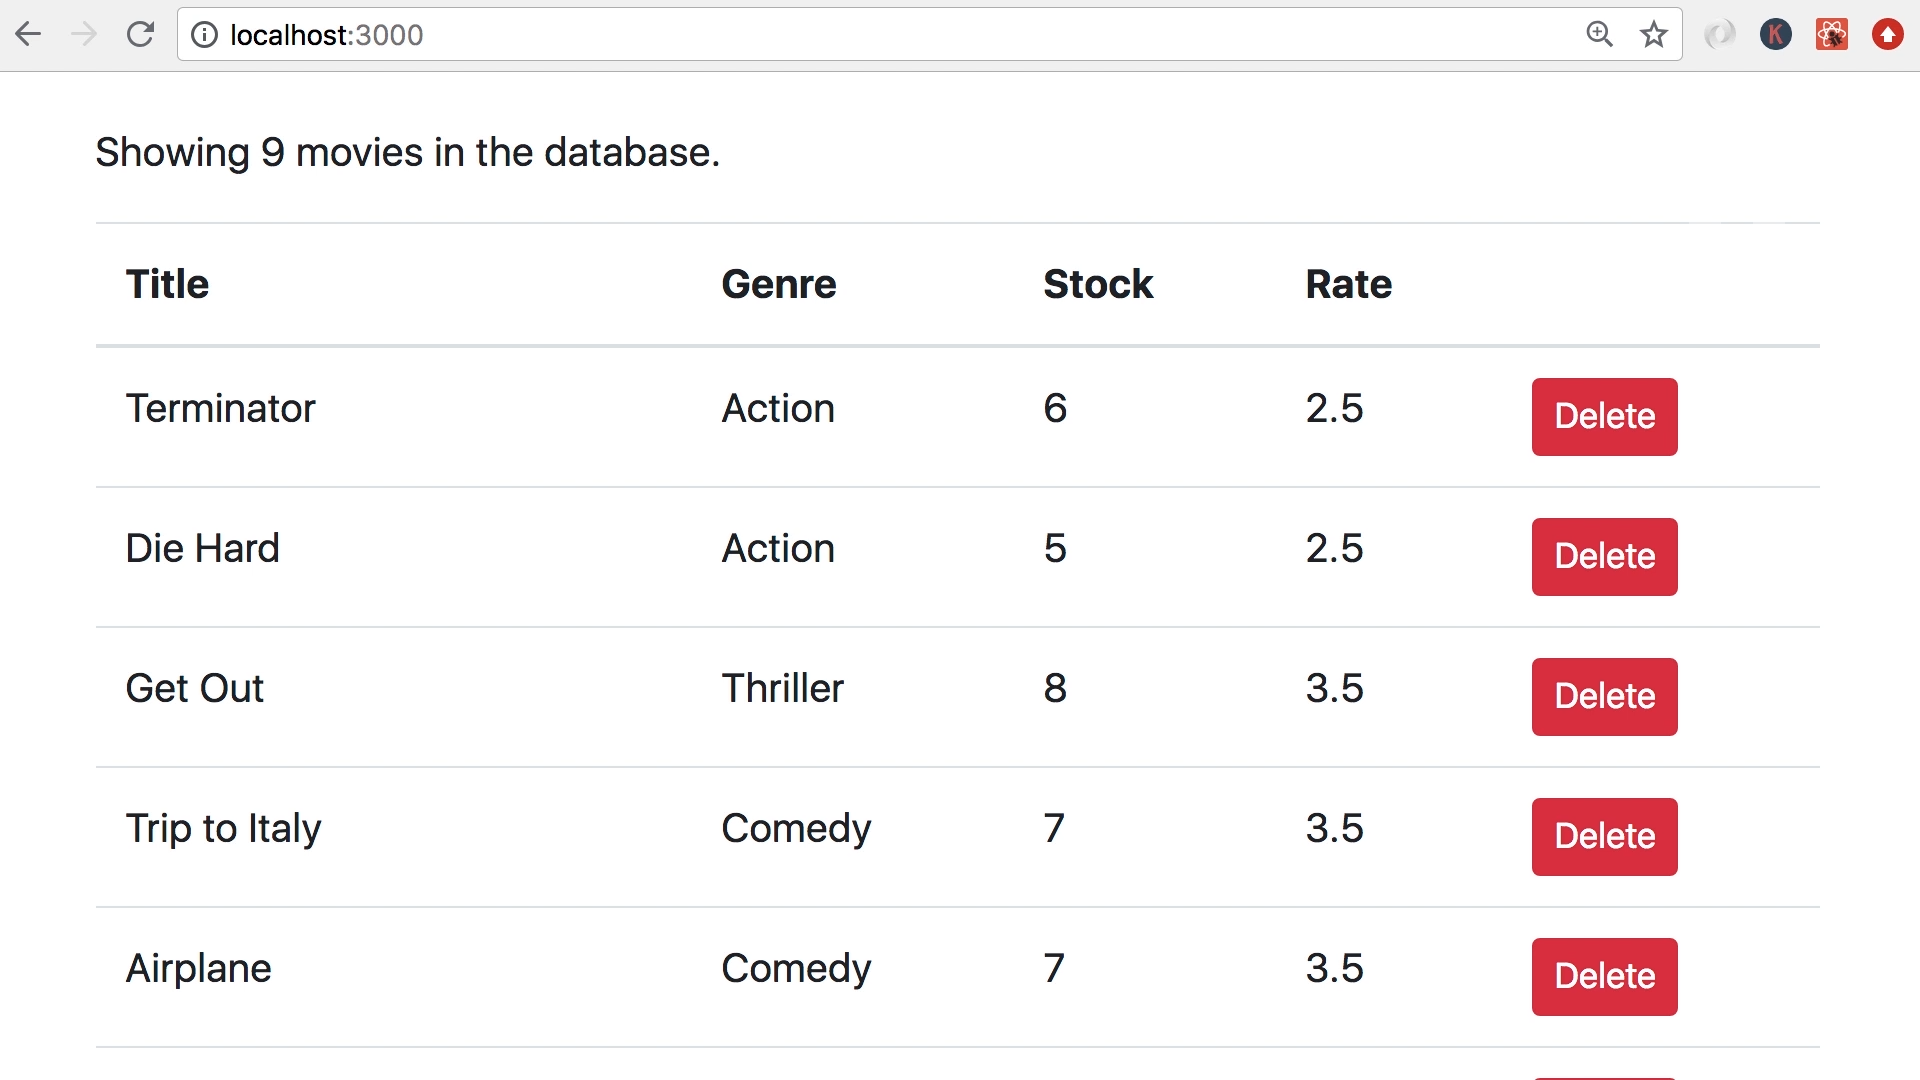 localhost:3000
K
Showing 9 movies in the database.
Title Genre Stock Rate
Terminator Action 6 2.5 Delete
Die Hard Action 5 2.5 Delete
Get Out Thriller 8 3.5 Delete
Trip to Italy Comedy 7 3.5 Delete
Airplane Comedy 7 3.5 Delete